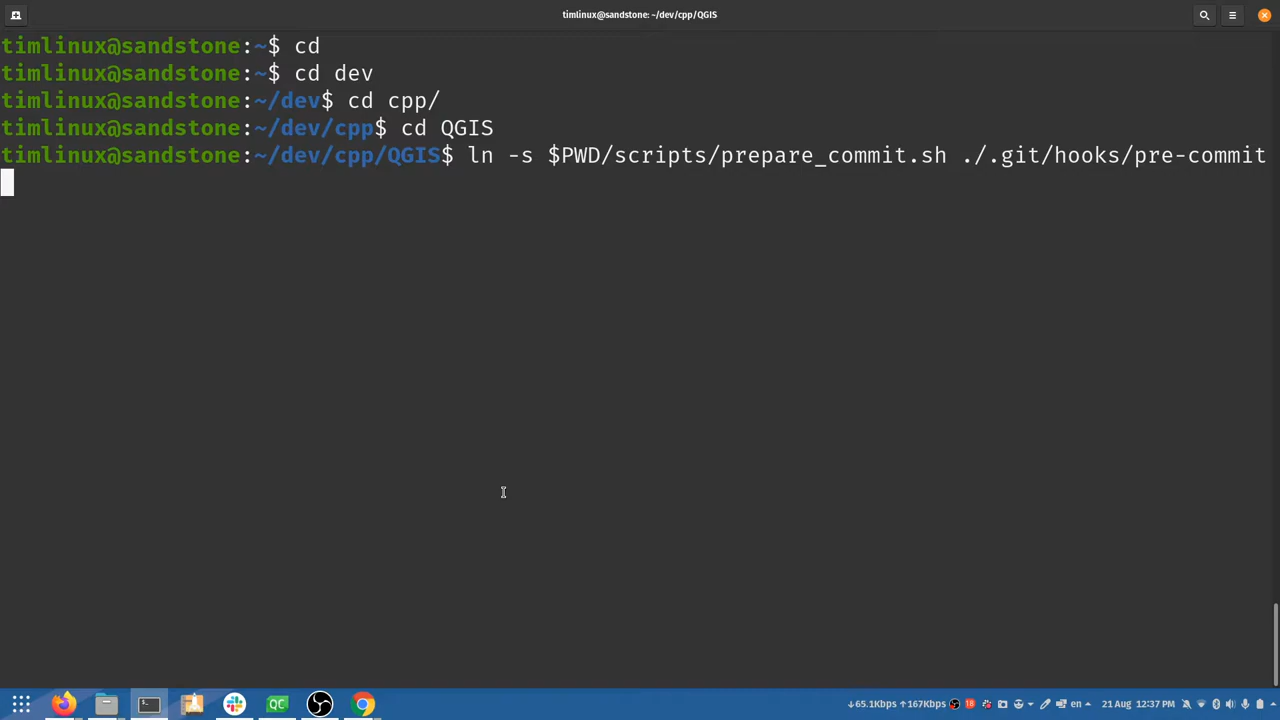 timlinux@sandstone: ~/dev/cpp/QGIS
timlinux@sandstone:~$ cd
timlinux@sandstone:~$ cd dev
timlinux@sandstone:~/dev$ cd cpp/
timlinux@sandstone:~/dev/cpp$ cd QGIS
timlinux@sandstone:~/dev/cpp/QGIS$ ln -s $PWD/scripts/prepare_commit.sh ./.git/hooks/pre-commit
QC
↓65.1Kbps ↑167Kbps 18 en 21 Aug 12:37 PM